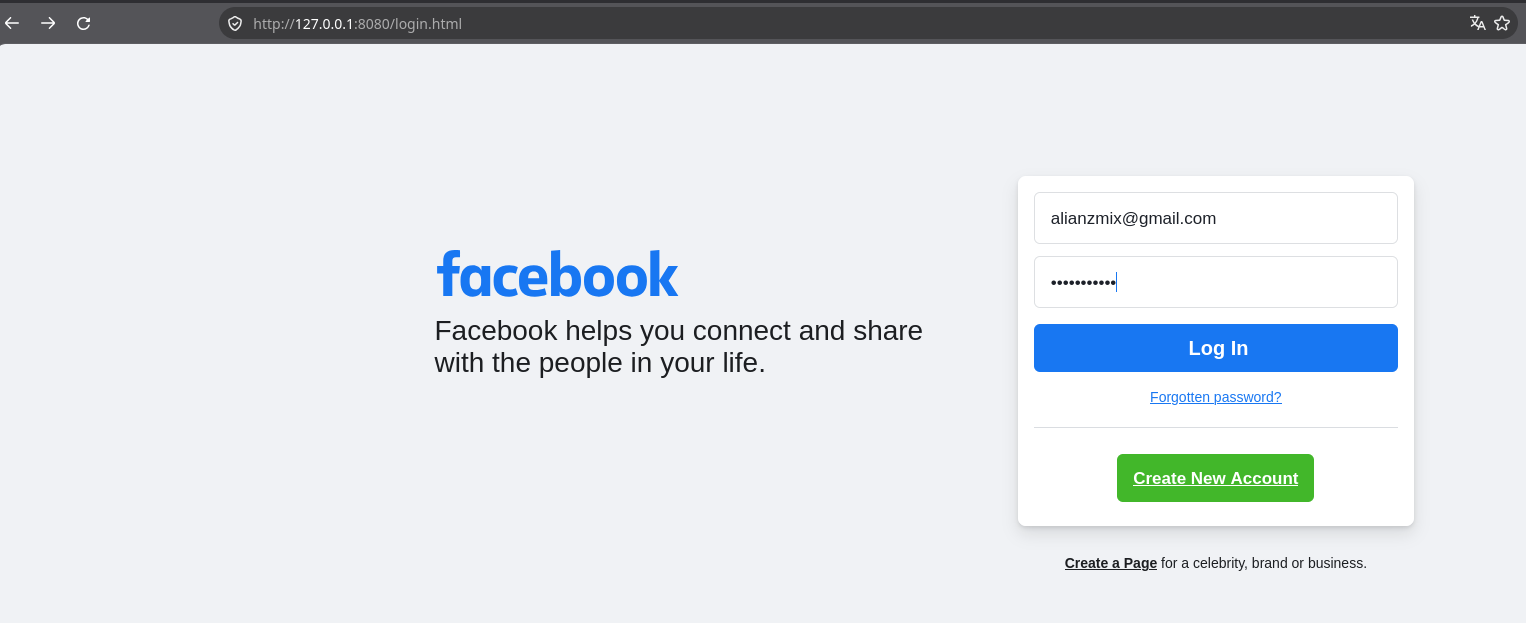 http://127.0.0.1:8080/login.html
facebook
Facebook helps you connect and share
with the people in your life.
alianzmix@gmail.com
•••••••••••
Log In
Forgotten password?
Create New Account
Create a Page for a celebrity, brand or business.